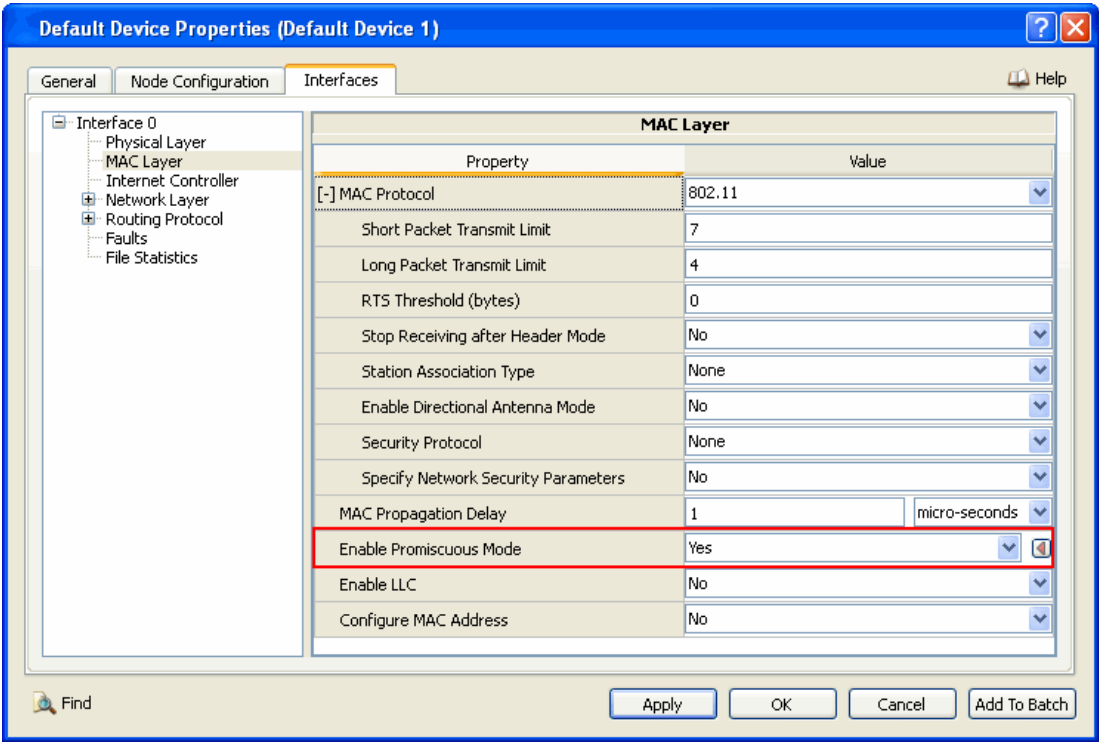 Default Device Properties (Default Device 1)
General Node Configuration Interfaces Help
Interface 0
Physical Layer
MAC Layer
Internet Controller
Network Layer
Routing Protocol
Faults
File Statistics
MAC Layer
Property Value
[-] MAC Protocol 802.11
Short Packet Transmit Limit 7
Long Packet Transmit Limit 4
RTS Threshold (bytes) 0
Stop Receiving after Header Mode No
Station Association Type None
Enable Directional Antenna Mode No
Security Protocol None
Specify Network Security Parameters No
MAC Propagation Delay 1 micro-seconds
Enable Promiscuous Mode Yes
Enable LLC No
Configure MAC Address No
Find Apply OK Cancel Add To Batch